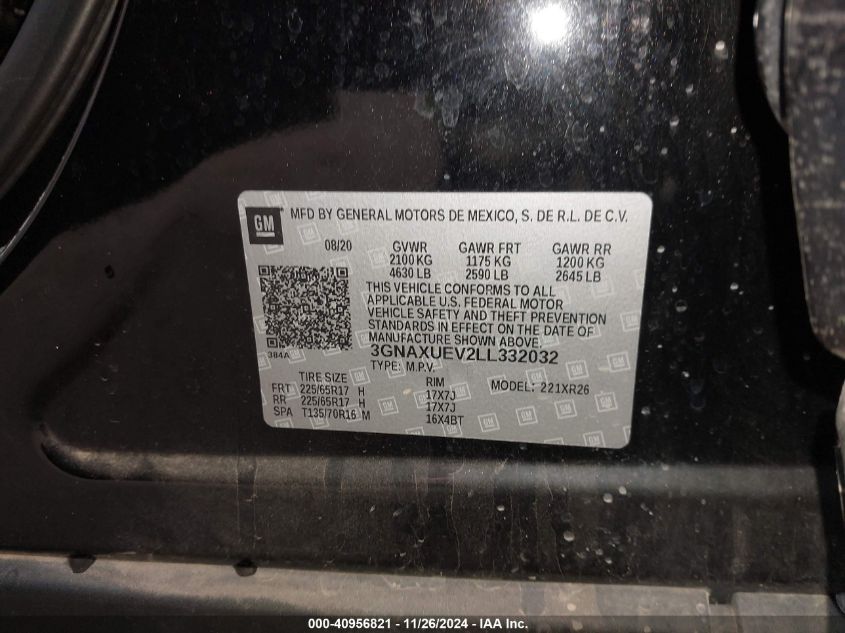 GM MFD BY GENERAL MOTORS DE MEXICO, S. DE R.L. DE C.V.
08/20 GVWR GAWR FRT GAWR RR
2100 KG 1175 KG 1200 KG
4630 LB 2590 LB 2645 LB
THIS VEHICLE CONFORMS TO ALL
APPLICABLE U.S. FEDERAL MOTOR
VEHICLE SAFETY AND THEFT PREVENTION
STANDARDS IN EFFECT ON THE DATE OF
MANUFACTURE SHOWN ABOVE.
384A 3GNAXUEV2LL332032
TYPE: M.P.V.
TIRE SIZE RIM MODEL: 221XR26
FRT 225/65R17 H 17X7J
RR 225/65R17 H 17X7J
SPA T135/70R16 M 16X4BT
000-40956821 - 11/26/2024 - © IAA, Inc.